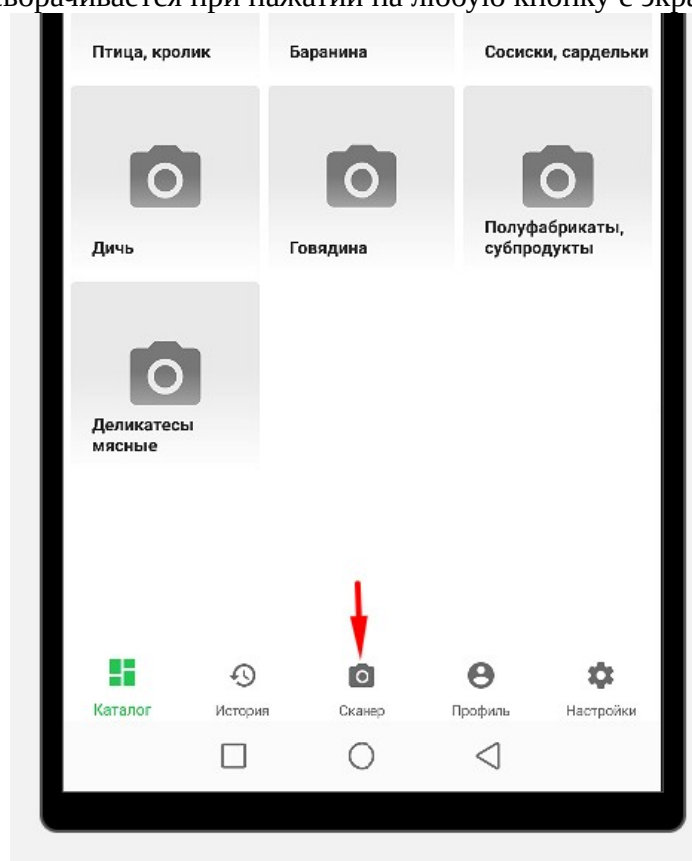 сворачивается при нажатии на любую кнопку с экра
Птица, кролик Баранина Сосиски, сардельки
Дичь Говядина Полуфабрикаты,
субпродукты
Деликатесы
мясные
Каталог История Сканер Профиль Настройки